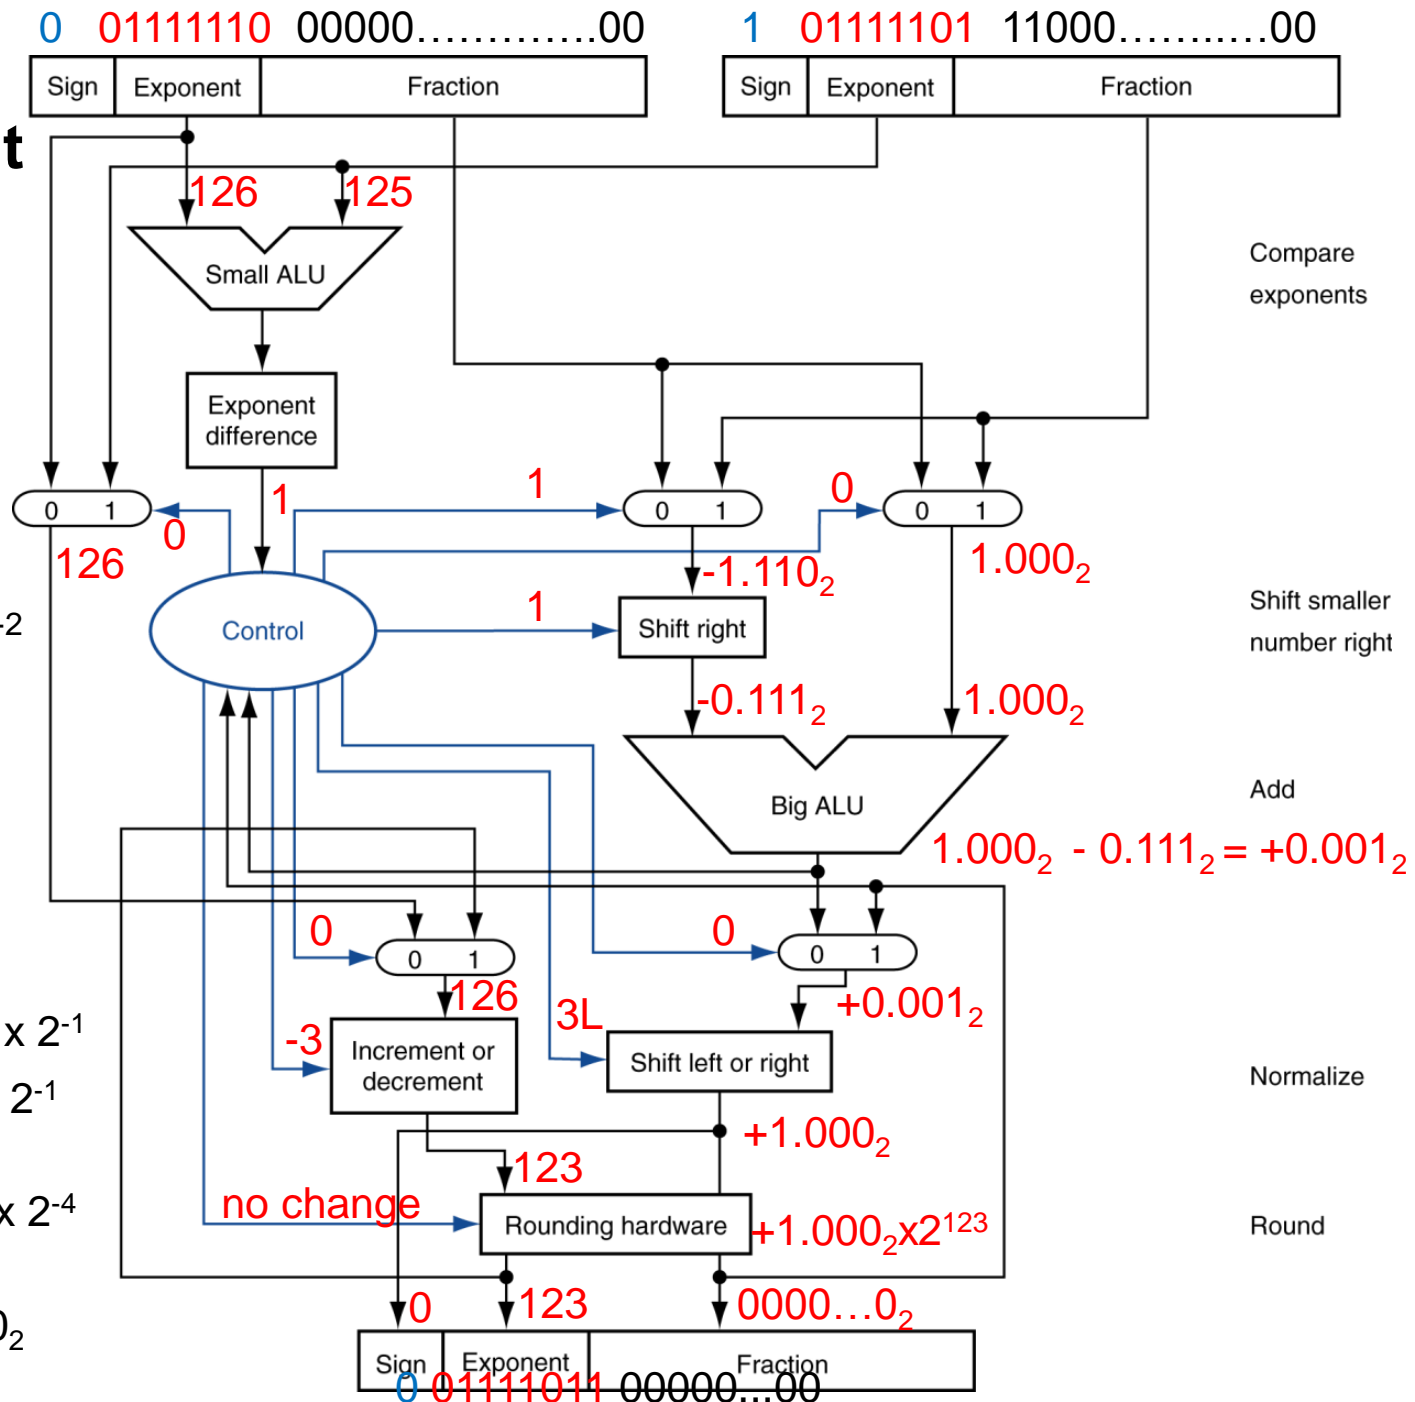 0 01111110 00000………….00
1 01111101 11000……..…00
Sign Exponent Fraction
Sign Exponent Fraction
t
126 125
Small ALU
Compare
exponents
Exponent
difference
0 1
0
126
1
1
0 1
0
0 1
-1.110₂
1.000₂
Control
1
Shift right
Shift smaller
number right
-2
-0.111₂
1.000₂
Big ALU
Add
1.000₂ - 0.111₂ = +0.001₂
0
0 1
0
0 1
126
+0.001₂
-3
Increment or
decrement
3L
Shift left or right
x 2⁻¹
2⁻¹
Normalize
+1.000₂
123
no change
Rounding hardware
+1.000₂x2¹²³
x 2⁻⁴
Round
0 123 0000…0₂
0₂
Sign Exponent Fraction
0 01111011 00000...00